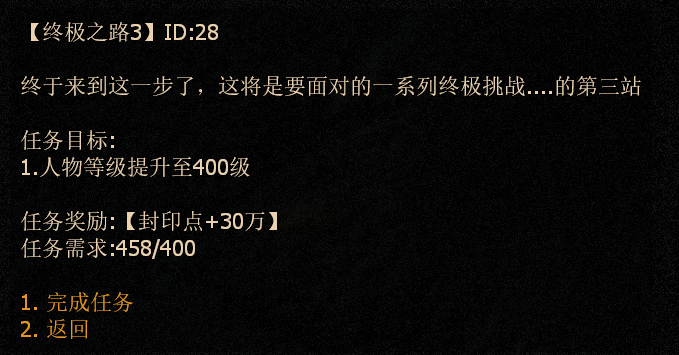 【终极之路3】ID:28
终于来到这一步了，这将是要面对的一系列终极挑战....的第三站
任务目标:
1.人物等级提升至400级
任务奖励:【封印点+30万】
任务需求:458/400
1. 完成任务
2. 返回